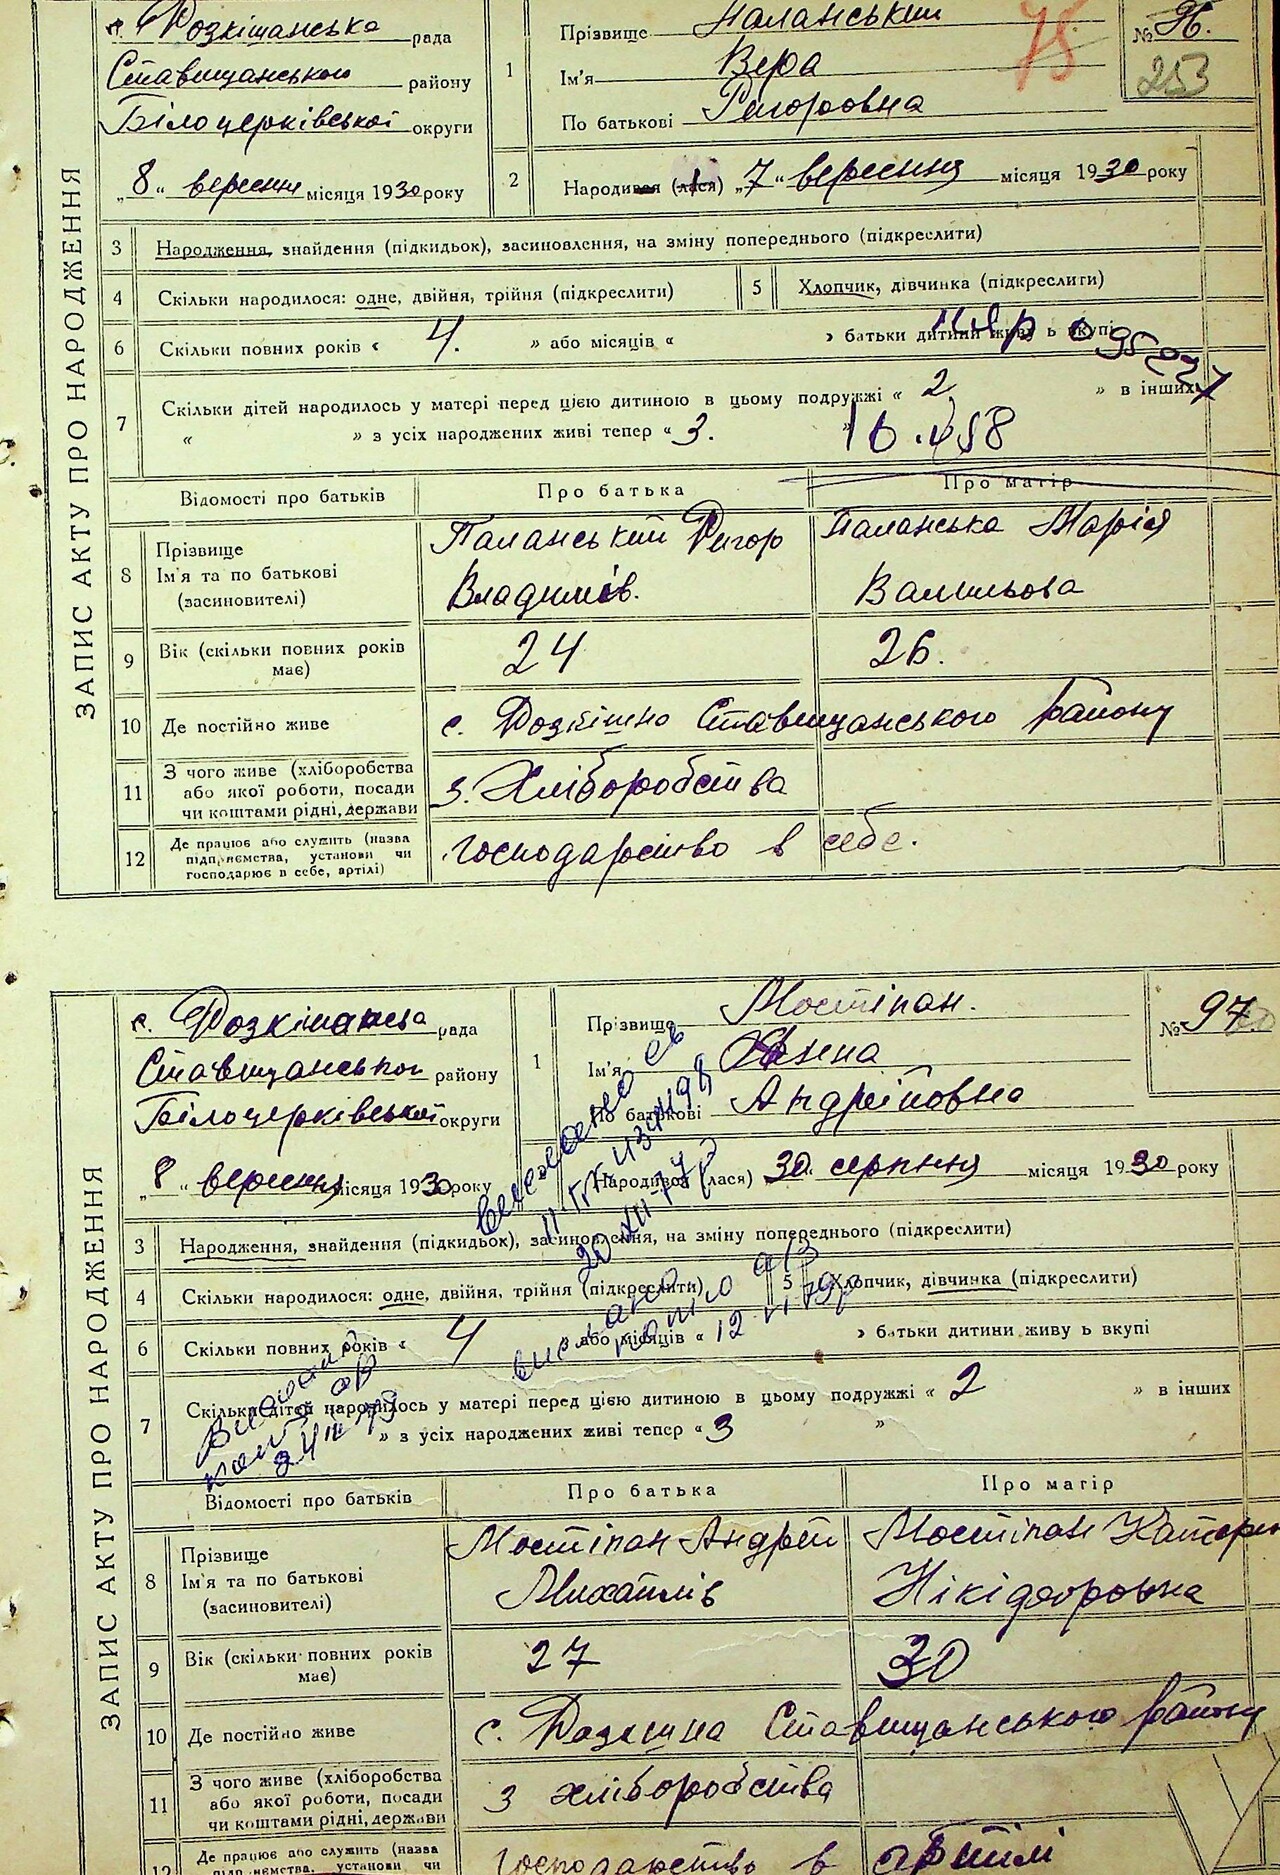 ЗАПИС АКТУ ПРО НАРОДЖЕННЯ
с. Розкішанська рада
Ставищанського району
Білоцерківської округи
„8" вересня місяця 1930 року
1
Прізвище Паланський
Ім'я Вера
По батькові Ригоровна
75
№ 96.
253
2 Народився (лася) „7" вересня місяця 1930 року
3 Народження, знайдення (підкидьок), засиновлення, на зміну попереднього (підкреслити)
4 Скільки народилося: одне, двійня, трійня (підкреслити)
5 Хлопчик, дівчинка (підкреслити)
6 Скільки повних років « 4. » або місяців « » батьки дитини живу ь вкупі
7 Скільки дітей народилось у матері перед цією дитиною в цьому подружжі « 2 » в інших
« » з усіх народжених живі тепер « 3. »
Відомості про батьків Про батька Про матір
8 Прізвище
Ім'я та по батькові
(засиновителі)
Паланський Ригор
Владимів.
Паланська Марія
9 Вік (скільки повних років має) 24 26.
10 Де постійно живе с. Розкішно Ставищанського району
11 З чого живе (хліборобства
або якої роботи, посади
чи коштами рідні, держави
з. Хліборобства
12 Де працює або служить (назва
підприємства, установи чи
господарює в себе, артілі)
господарство в себе.
ЗАПИС АКТУ ПРО НАРОДЖЕННЯ
с. рада
Ставищанської району
Білоцерківської округи
„8" вересня місяця 1930 року
1
Прізвище Мостіпан.
Ім'я
По батькові Андрійовна
№ 97
Народився (лася) 30 серпння місяця 1930 року
3 Народження, знайдення (підкидьок), засиновлення, на зміну попереднього (підкреслити)
4 Скільки народилося: одне, двійня, трійня (підкреслити)
5 Хлопчик, дівчинка (підкреслити)
6 Скільки повних років « 4 або місяців « » батьки дитини живу ь вкупі
7 Скільки дітей народилось у матері перед цією дитиною в цьому подружжі « 2 » в інших
» з усіх народжених живі тепер « 3 »
Відомості про батьків Про батька Про матір
8 Прізвище
Ім'я та по батькові
(засиновителі)
Мостіпан Андрей
Михайлів
Мостіпан
9 Вік (скільки повних років має) 27 30
10 Де постійно живе с. Ставищанського району
11 З чого живе (хліборобства
або якої роботи, посади
чи коштами рідні, держави
з хліборобства
12 Де працює або служить (назва
підприємства, установи чи
господарство в артілі